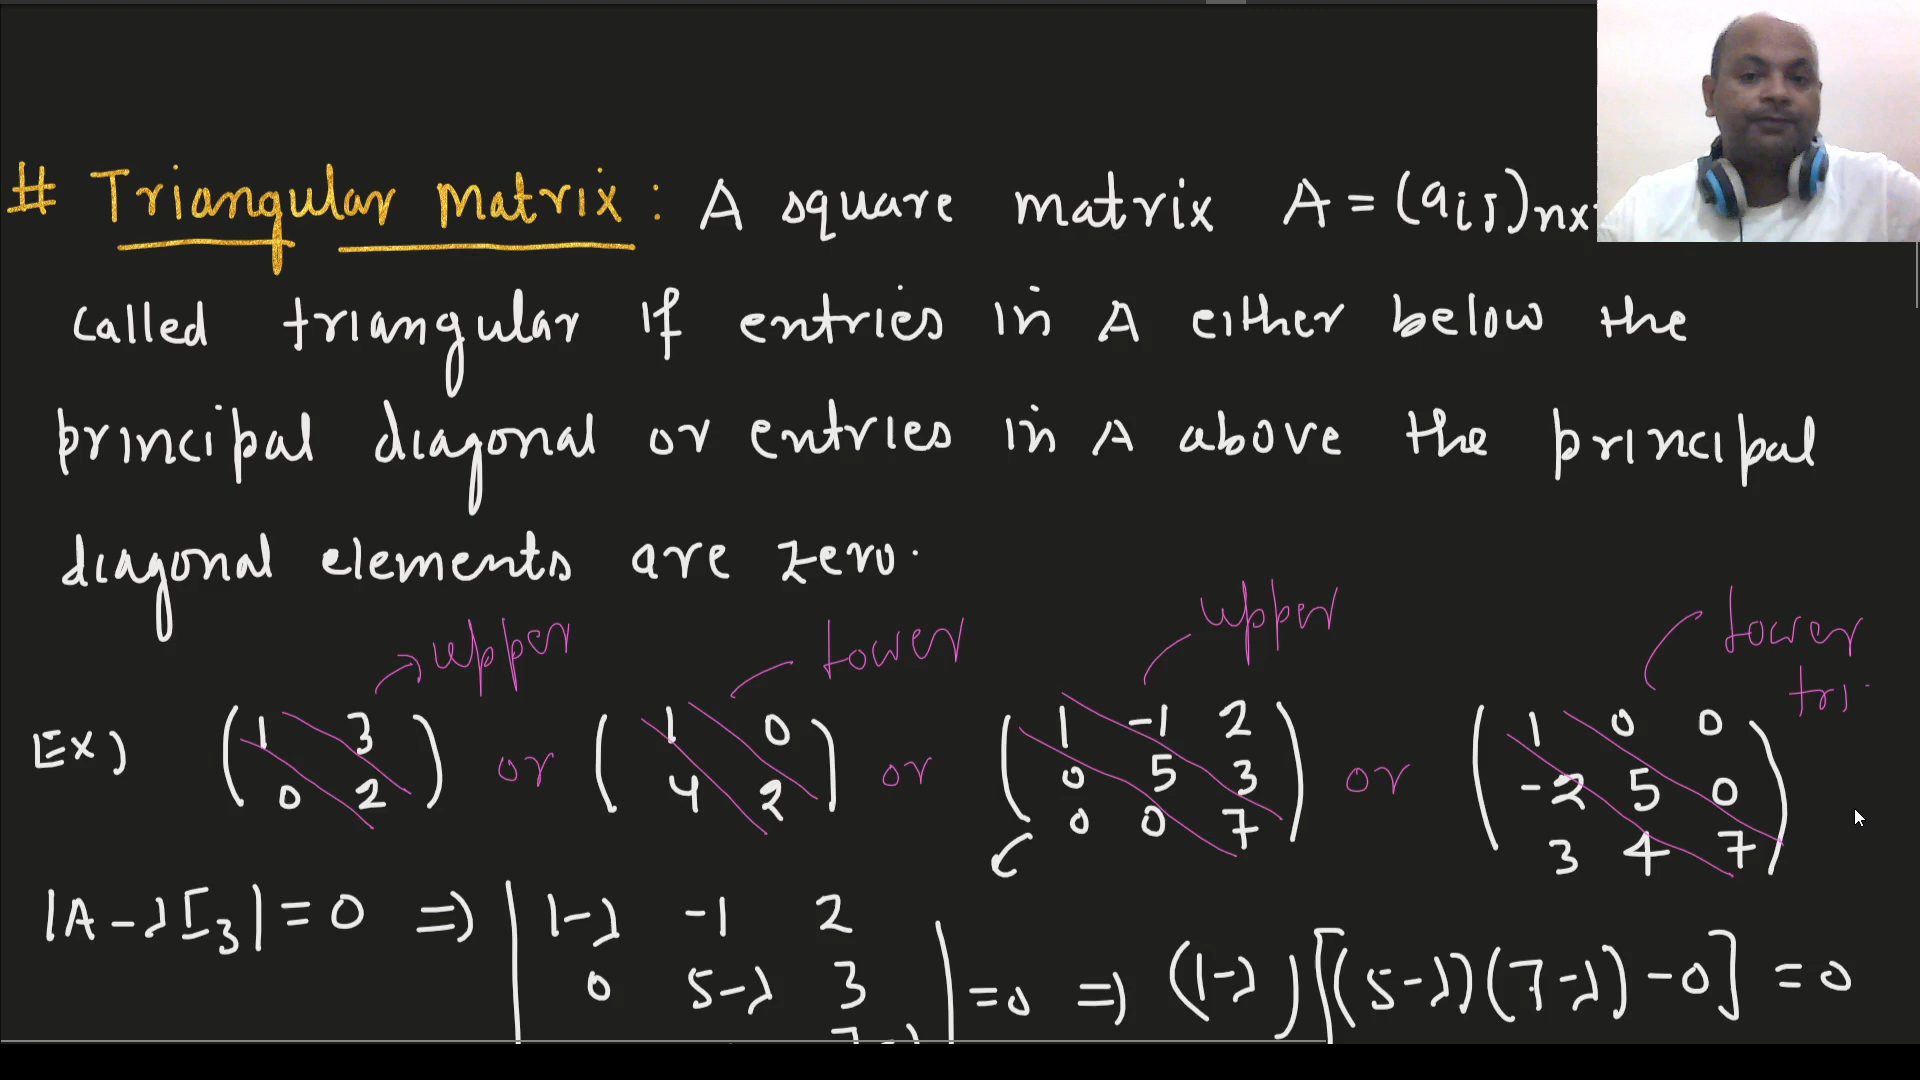 # Triangular Matrix : A square matrix A = (aij)nx
called triangular if entries in A either below the
principal diagonal or entries in A above the principal
diagonal elements are zero.
upper lower upper lower
tri.
Ex) (1 3 or (1 0 or (1 -1 2 or (1 0 0
0 2) 4 2) 0 5 3 -2 5 0
0 0 7) 3 4 7)
|A - λI3| = 0 => |1-λ -1 2
0 5-λ 3 | = 0 => (1-λ)[(5-λ)(7-λ) - 0] = 0